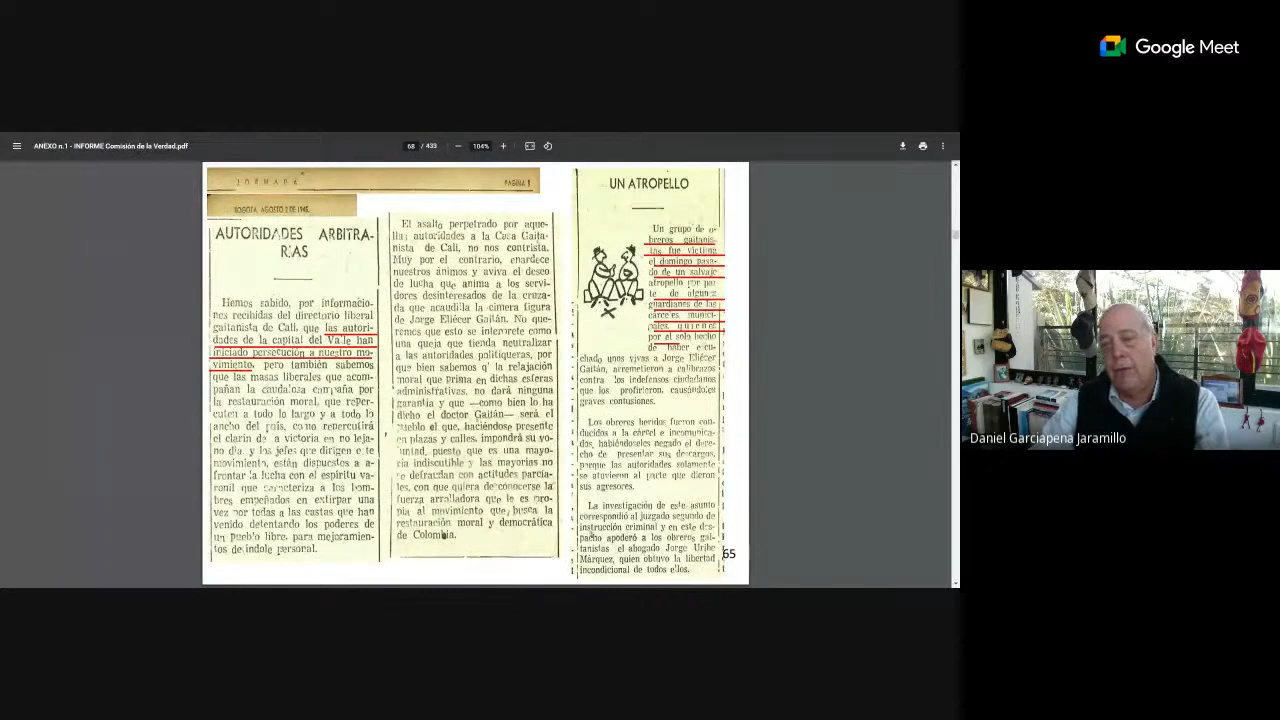 Google Meet
ANEXO n.1 - INFORME Comisión de la Verdad.pdf
68 / 433
104%
JORNADA
PAGINA
BOGOTA, AGOSTO 2 DE 1945.
AUTORIDADES ARBITRA-
RIAS
Hemos sabido, por informacio-
nes recibidas del directorio liberal
gaitanista de Cali, que las autori-
dades de la capital del Valle han
iniciado persecución a nuestro mo-
vimiento, pero también sabemos
que las masas liberales que acom-
pañan la caudalosa campaña por
la restauración moral, que reper-
cuten a todo lo largo y a todo lo
ancho del país, como repercutirá
el clarín de a victoria en no leja-
no día, y los jefes que dirigen este
movimiento, están dispuestos a a-
frontar la lucha con el espíritu va-
ronil que caracteriza a los hom-
bres empeñados en extirpar una
vez por todas a las castas que han
venido detentando los poderes de
un pueblo libre, para mejoramien-
tos de índole personal.
El asalto perpetrado por aque-
llas autoridades a la Casa Gaita-
nista de Cali, no nos contrista.
Muy por el contrario, enardece
nuestros ánimos y aviva el deseo
de lucha que anima a los servi-
dores desinteresados de la cruza-
da que acaudilla la cimera figura
de Jorge Eliécer Gaitán. No que-
remos que esto se interprete como
una queja que tienda neutralizar
a las autoridades politiqueras, por
que bien sabemos q' la relajación
moral que prima en dichas esferas
administrativas, no dará ninguna
garantía y que —como bien lo ha
dicho el doctor Gaitán— será el
pueblo el que, haciéndose presente
en plazas y calles, impondrá su vo-
luntad, puesto que es una mayo-
ría indiscutible y las mayorías no
se defraudan con actitudes parcia-
les, con que quiera desconocerse la
fuerza arrolladora que le es pro-
pia al movimiento que busca la
restauración moral y democrática
de Colombia.
UN ATROPELLO
Un grupo de o-
breros gaitanis-
tas fue víctima
el domingo pasa-
do de un salvaje
atropello por par
te de algunos
guardianes de las
cárceles munici-
pales, quienes
por el solo hecho
de haber escu-
chado unos vivas a Jorge Eliécer
Gaitán, arremetieron a calibrazos
contra los indefensos ciudadanos
que los profirieron, causándoles
graves contusiones.
Los obreros heridos fueron con-
ducidos a la cárcel e incomunica-
dos, habiéndoseles negado el dere-
cho de presentar sus descargos,
porque las autoridades solamente
se atuvieron al parte que dieron
sus agresores.
La investigación de este asunto
correspondió al juzgado segundo de
instrucción criminal y en este des-
pacho apoderó a los obreros gai-
tanistas el abogado Jorge Uribe
Márquez, quien obtuvo la libertad
incondicional de todos ellos.
65
Daniel Garciapena Jaramillo